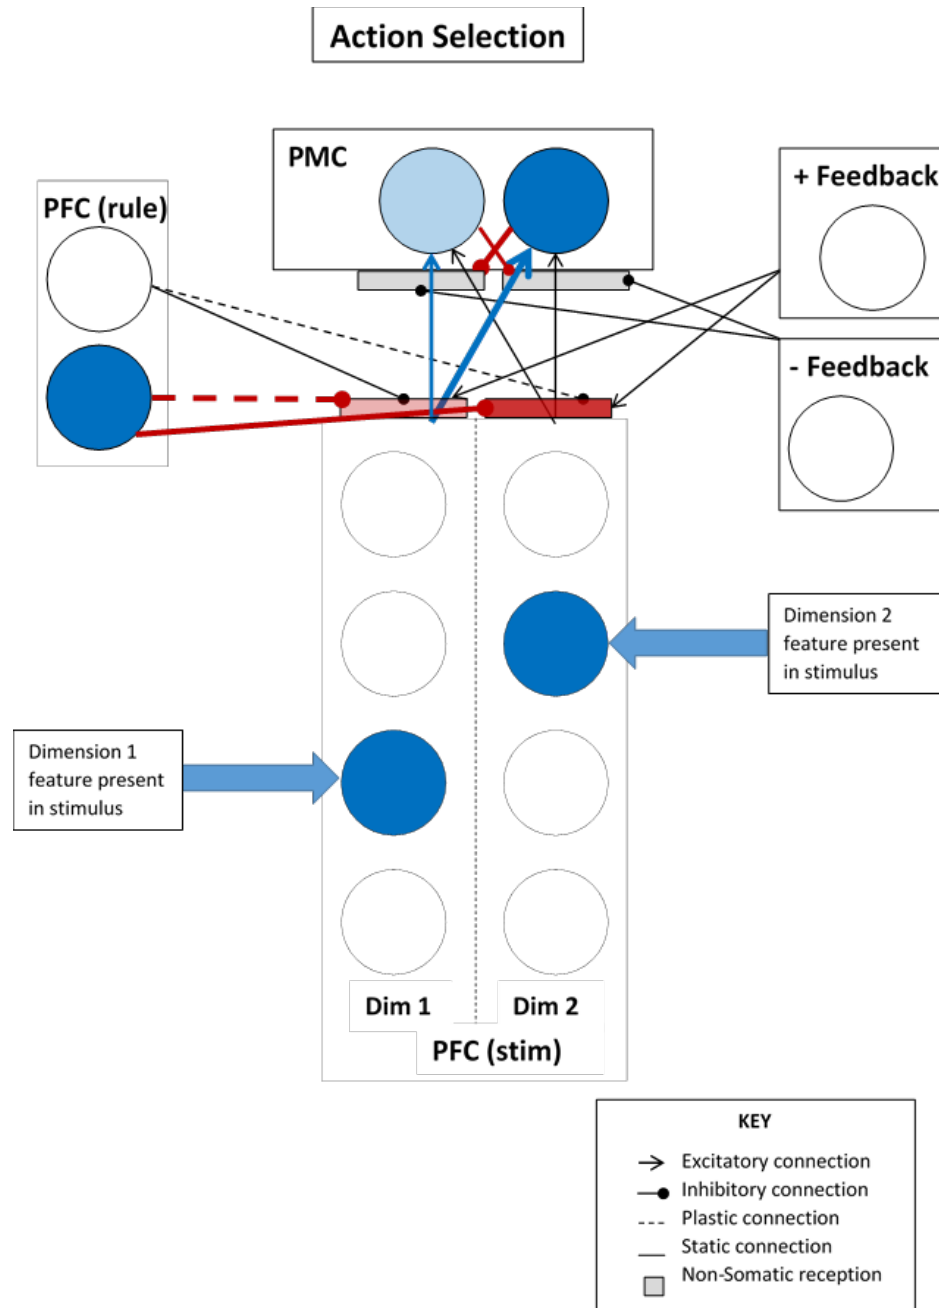 Action Selection
PMC
PFC (rule)
+ Feedback
- Feedback
Dimension 2
feature present
in stimulus
Dimension 1
feature present
in stimulus
Dim 1
Dim 2
PFC (stim)
KEY
Excitatory connection
Inhibitory connection
Plastic connection
Static connection
Non-Somatic reception